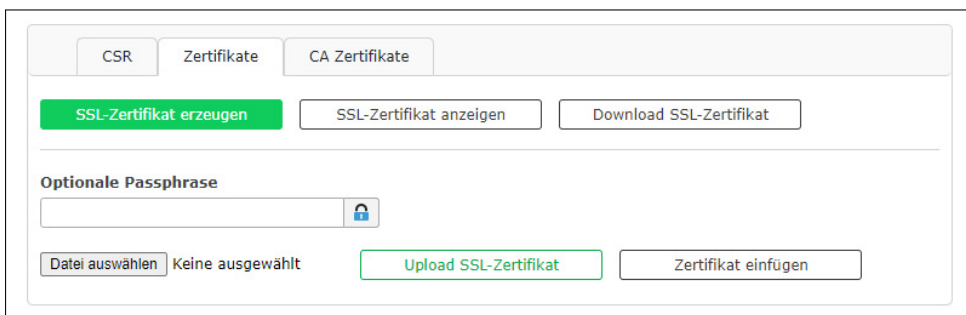 CSR Zertifikate CA Zertifikate
SSL-Zertifikat erzeugen SSL-Zertifikat anzeigen Download SSL-Zertifikat
Optionale Passphrase
Datei auswählen Keine ausgewählt Upload SSL-Zertifikat Zertifikat einfügen